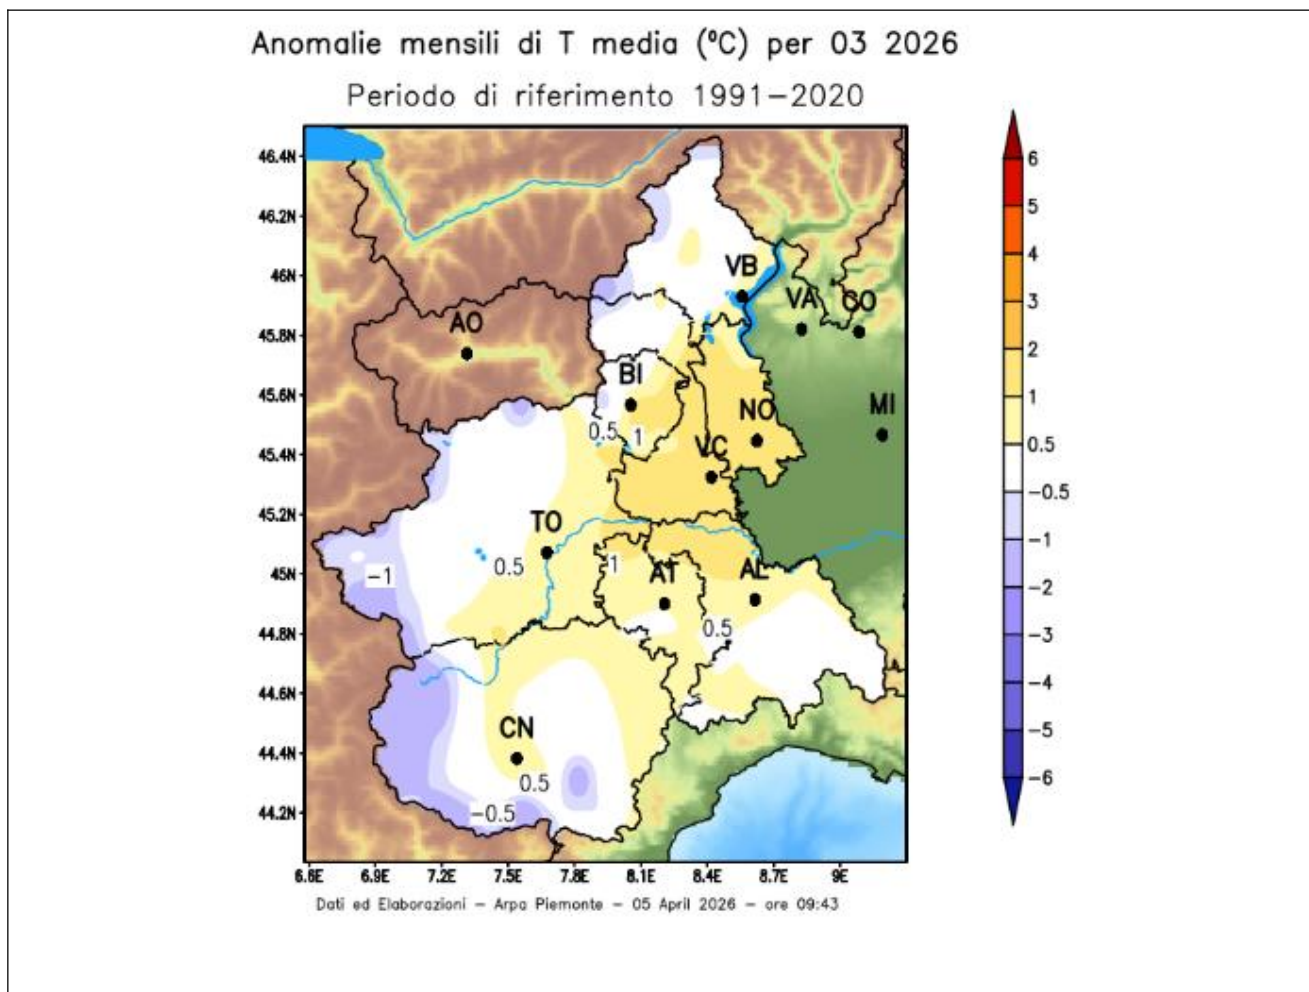 Anomalie mensili di T media (ºC) per 03 2026
Periodo di riferimento 1991–2020
46.4N
46.2N
46N
45.8N
45.6N
45.4N
45.2N
45N
44.8N
44.6N
44.4N
44.2N
VB
VA
CO
AO
BI
NO
MI
0.5
1
VC
TO
0.5
1
AT
AL
–1
0.5
CN
0.5
–0.5
6.6E
6.9E
7.2E
7.5E
7.8E
8.1E
8.4E
8.7E
9E
6
5
4
3
2
1
0.5
–0.5
–1
–2
–3
–4
–5
–6
Dati ed Elaborazioni – Arpa Piemonte – 05 April 2026 – ore 09:43